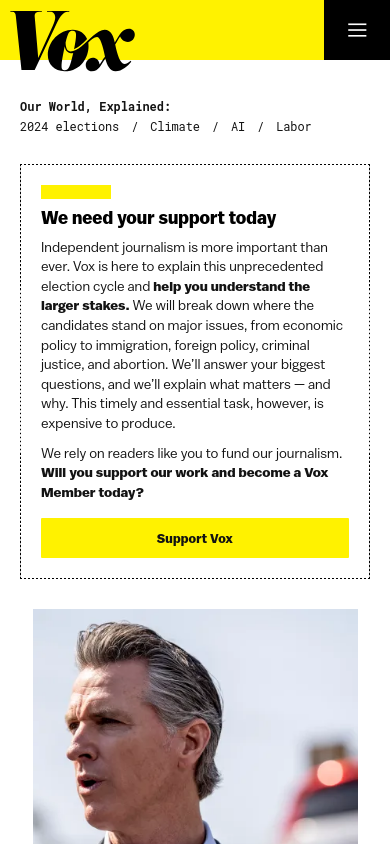 Vox
Our World, Explained:
2024 elections / Climate / AI / Labor
We need your support today
Independent journalism is more important than
ever. Vox is here to explain this unprecedented
election cycle and help you understand the
larger stakes. We will break down where the
candidates stand on major issues, from economic
policy to immigration, foreign policy, criminal
justice, and abortion. We’ll answer your biggest
questions, and we’ll explain what matters — and
why. This timely and essential task, however, is
expensive to produce.
We rely on readers like you to fund our journalism.
Will you support our work and become a Vox
Member today?
Support Vox